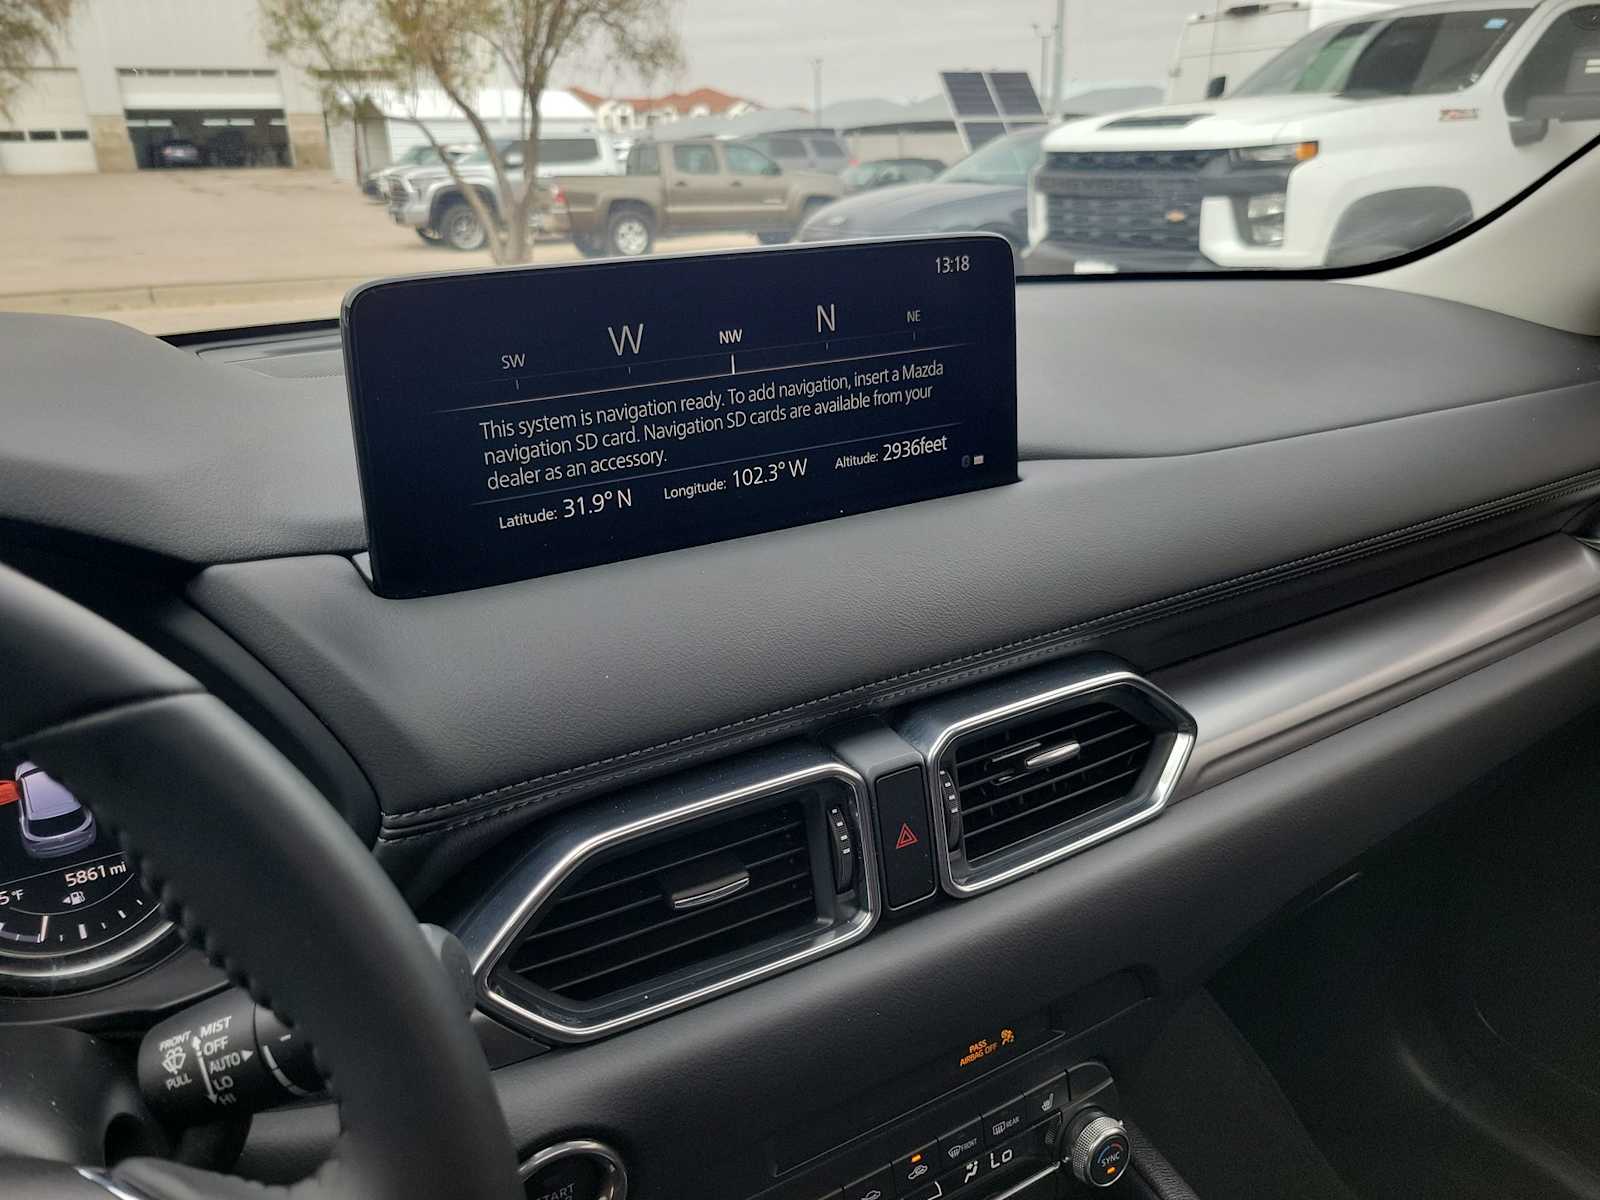 13:18
SW W NW N NE
This system is navigation ready. To add navigation, insert a Mazda
navigation SD card. Navigation SD cards are available from your
dealer as an accessory.
Latitude: 31.9° N Longitude: 102.3° W Altitude: 2936feet
5861 mi
5°F
FRONT
PULL
MIST
OFF
AUTO
LO
HI
PASS
AIRBAG OFF
FRONT
REAR
LO
SYNC
START